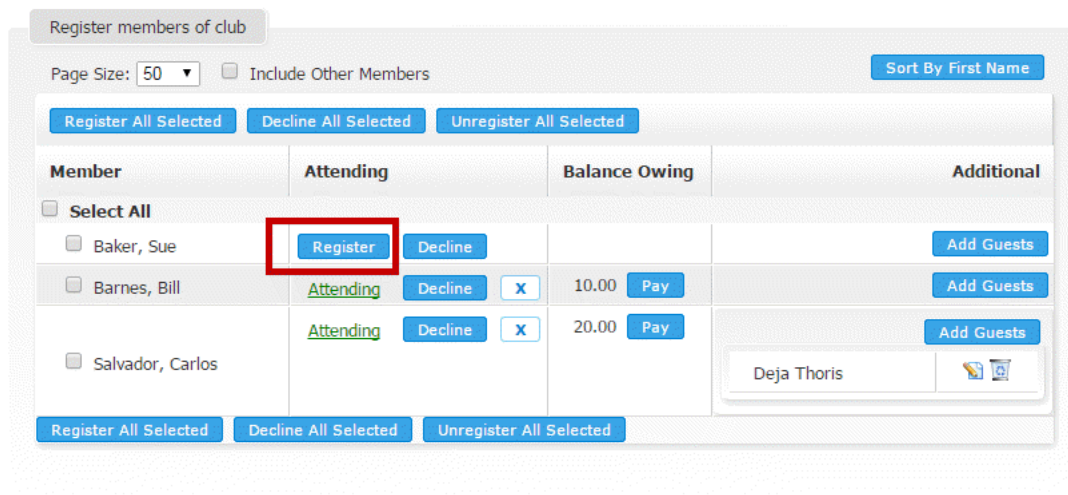 Register members of club
Page Size: 50 Include Other Members Sort By First Name
Register All Selected Decline All Selected Unregister All Selected
Member Attending Balance Owing Additional
Select All
Baker, Sue Register Decline Add Guests
Barnes, Bill Attending Decline X 10.00 Pay Add Guests
Attending Decline X 20.00 Pay Add Guests
Salvador, Carlos Deja Thoris
Register All Selected Decline All Selected Unregister All Selected